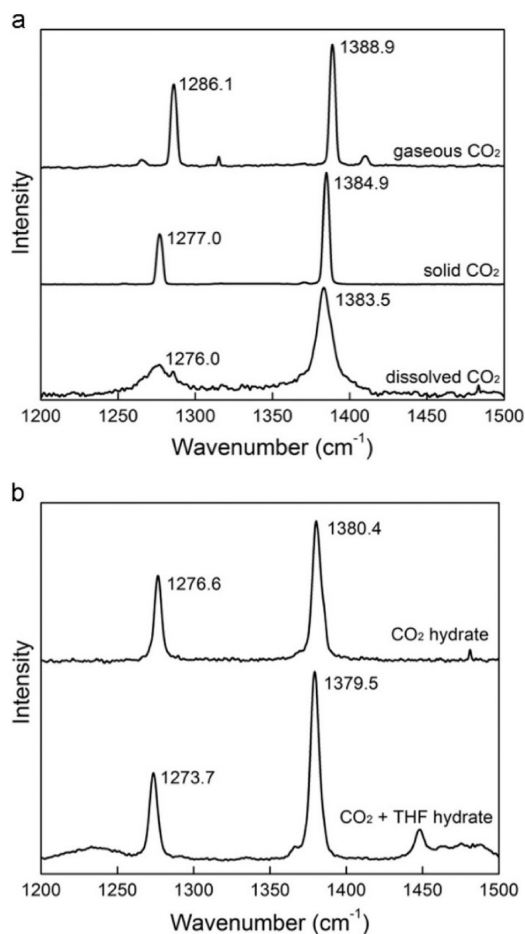 a
1286.1
1388.9
gaseous CO₂
1277.0
1384.9
solid CO₂
1276.0
1383.5
dissolved CO₂
Intensity
1200 1250 1300 1350 1400 1450 1500
Wavenumber (cm⁻¹)
b
1276.6
1380.4
CO₂ hydrate
1273.7
1379.5
CO₂ + THF hydrate
Intensity
1200 1250 1300 1350 1400 1450 1500
Wavenumber (cm⁻¹)